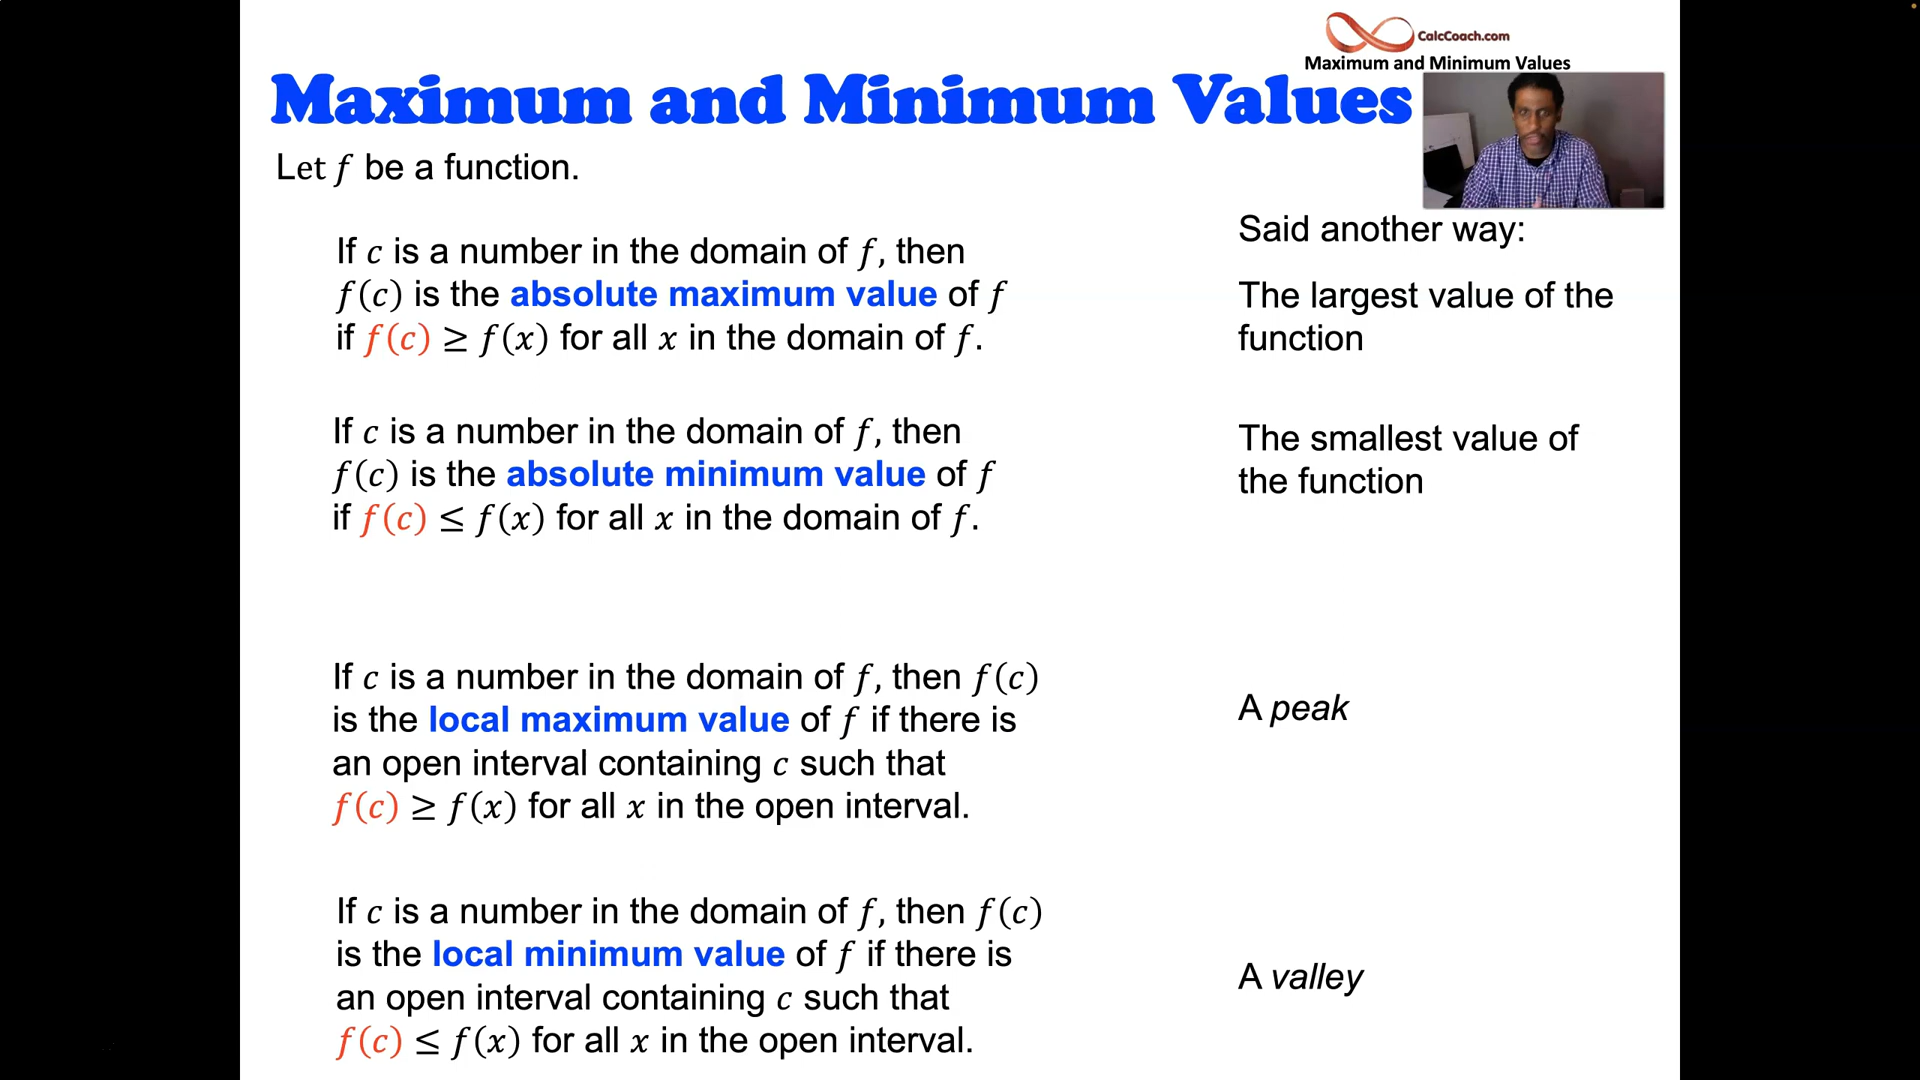 CalcCoach.com
Maximum and Minimum Values
Maximum and Minimum Values
Let f be a function.
Said another way:
If c is a number in the domain of f, then
f(c) is the absolute maximum value of f
if f(c) ≥ f(x) for all x in the domain of f.
The largest value of the
function
If c is a number in the domain of f, then
f(c) is the absolute minimum value of f
if f(c) ≤ f(x) for all x in the domain of f.
The smallest value of
the function
If c is a number in the domain of f, then f(c)
is the local maximum value of f if there is
an open interval containing c such that
f(c) ≥ f(x) for all x in the open interval.
A peak
If c is a number in the domain of f, then f(c)
is the local minimum value of f if there is
an open interval containing c such that
f(c) ≤ f(x) for all x in the open interval.
A valley